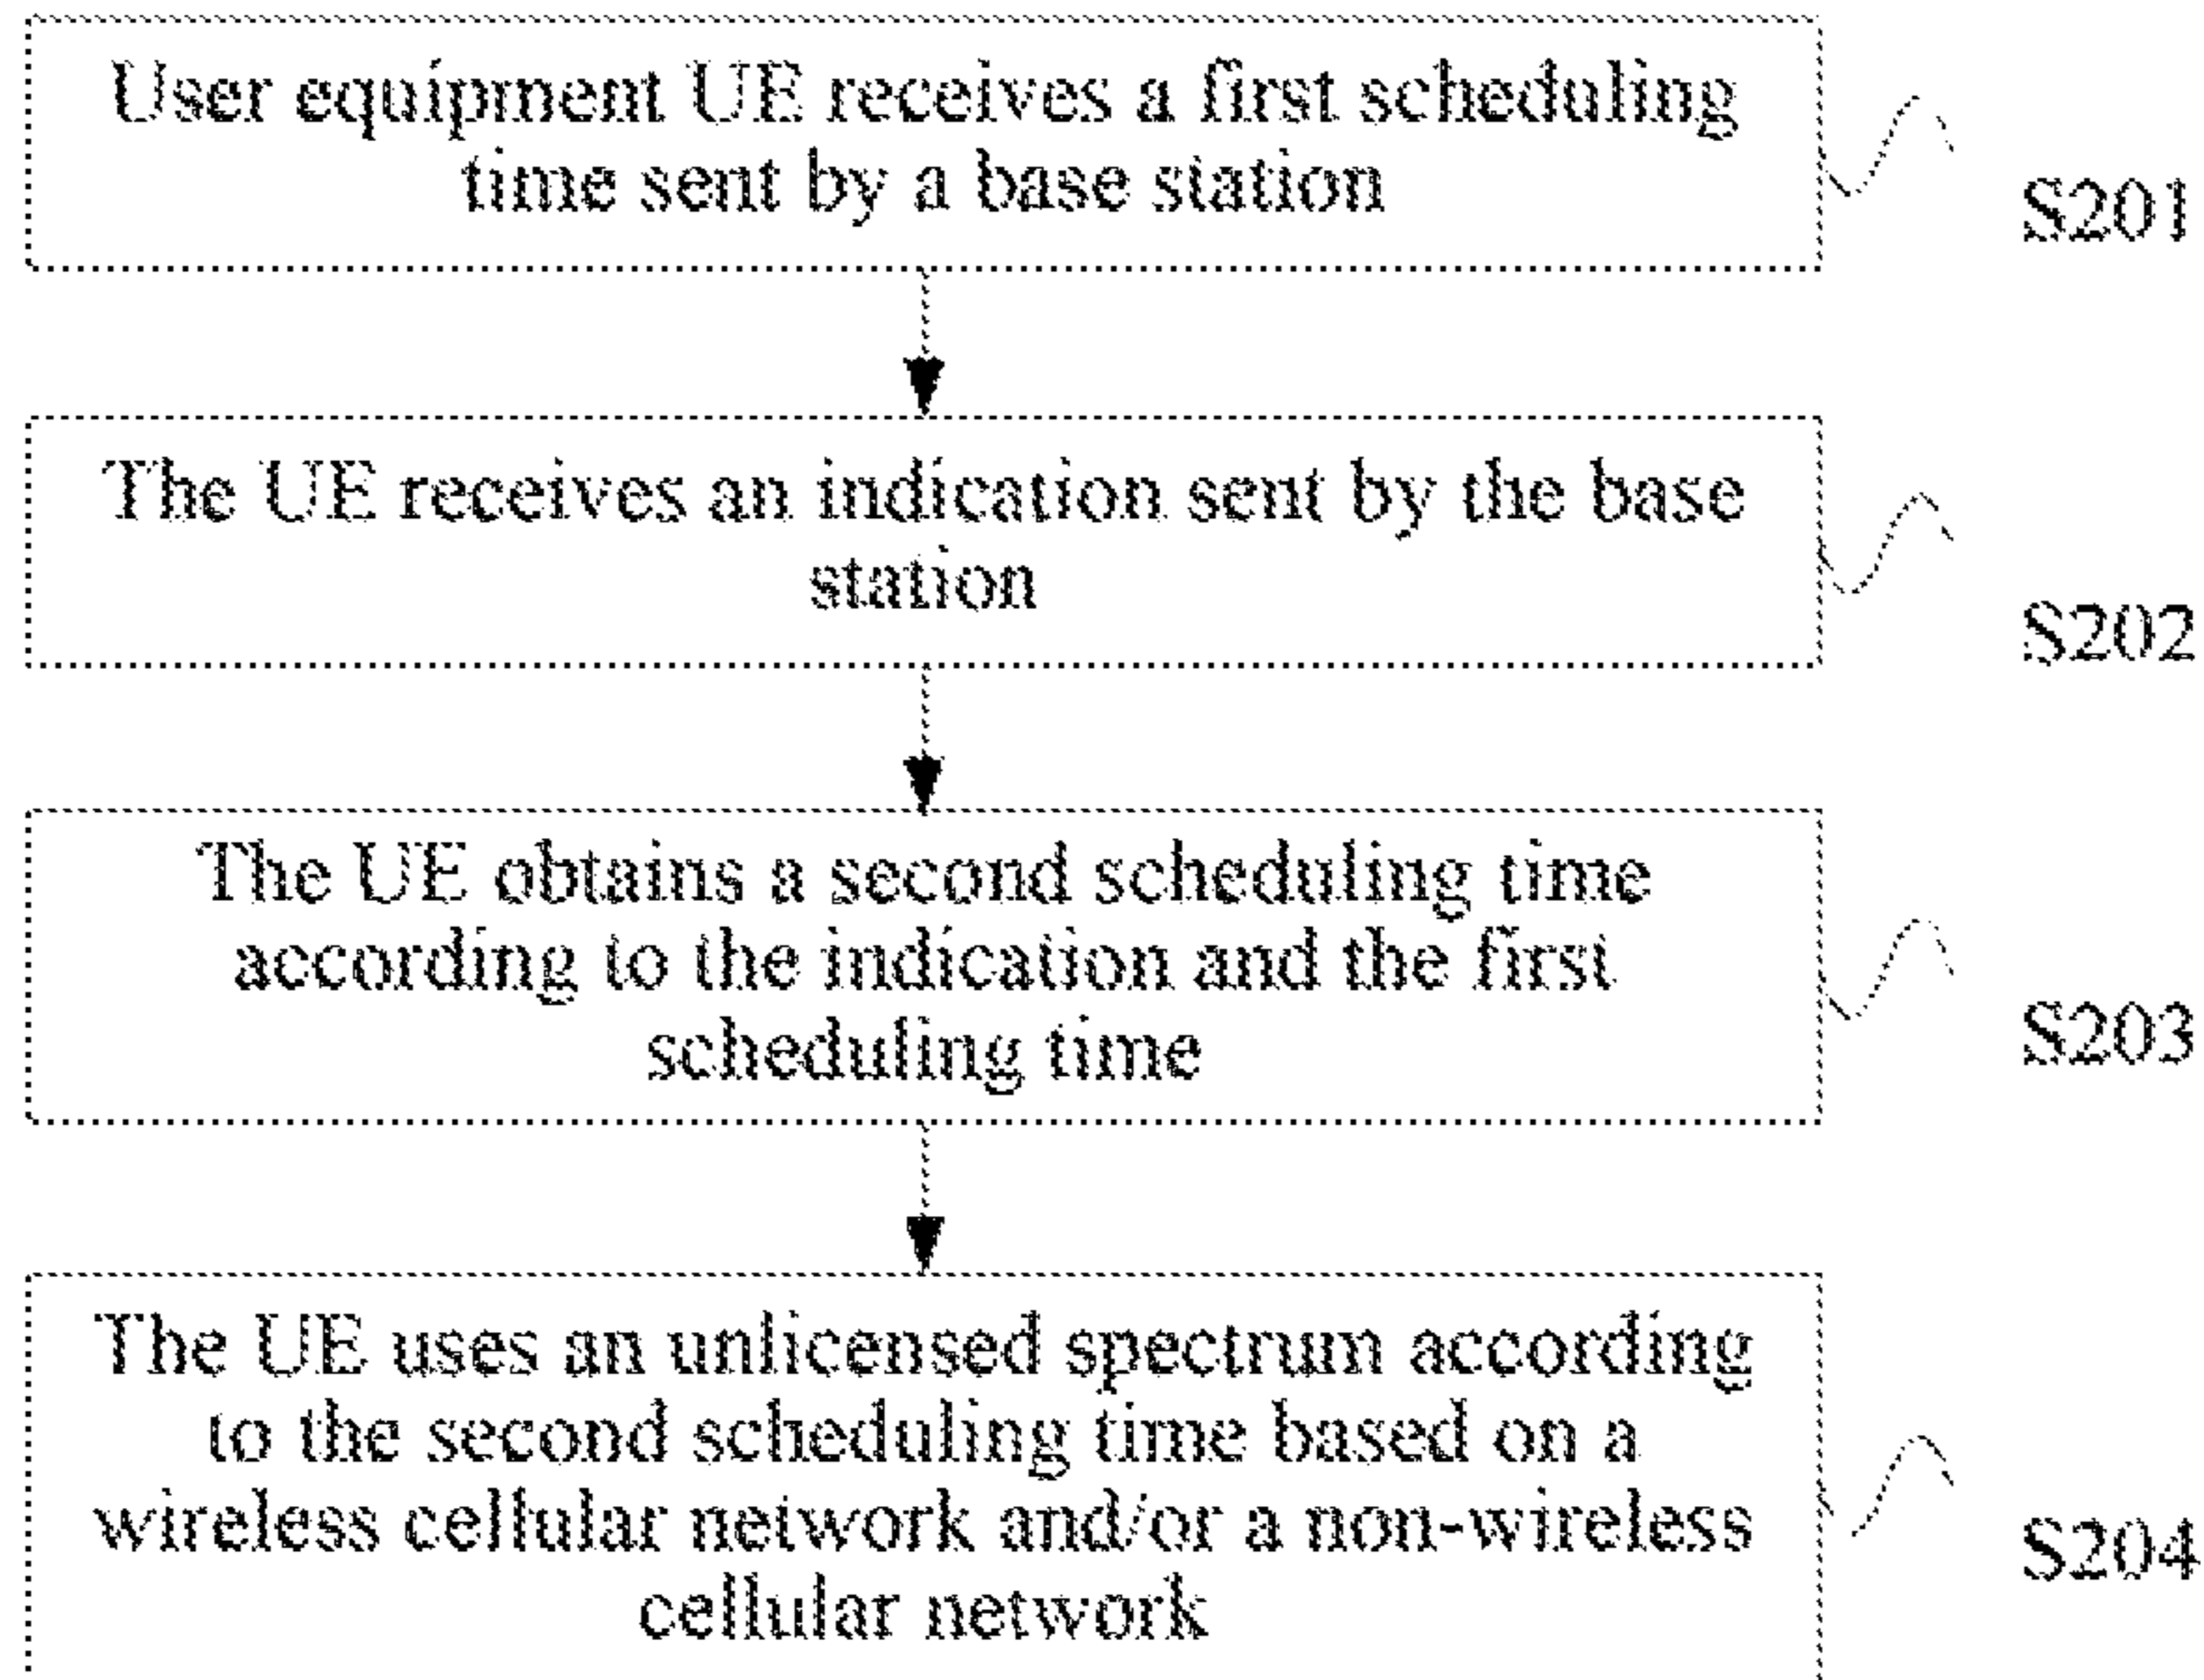 User equipment UE receives a first scheduling
time sent by a base station
S201
The UE receives an indication sent by the base
station
S202
The UE obtains a second scheduling time
according to the indication and the first
scheduling time
S203
The UE uses an unlicensed spectrum according
to the second scheduling time based on a
wireless cellular network and/or a non-wireless
cellular network
S204